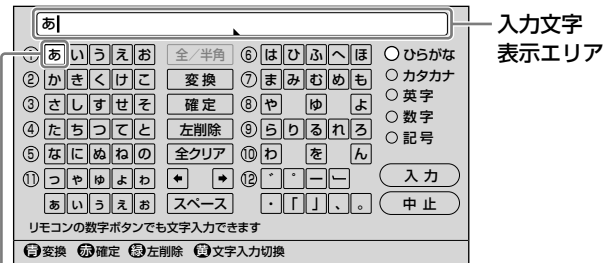 あ
入力文字
表示エリア
① あ い う え お 全／半角 ⑥ は ひ ふ へ ほ ひらがな
② か き く け こ 変換 ⑦ ま み む め も カタカナ
③ さ し す せ そ 確定 ⑧ や ゆ よ 英字
④ た ち つ て と 左削除 ⑨ ら り る れ ろ 数字
⑤ な に ぬ ね の 全クリア ⑩ わ を ん 記号
⑪ っ ゃ ゅ ょ ゎ ⑫ ゛ ゜ ー 入力
ぁ ぃ ぅ ぇ ぉ スペース ・ 「 」 、 。 中止
リモコンの数字ボタンでも文字入力できます
青変換 赤確定 緑左削除 黄文字入力切換